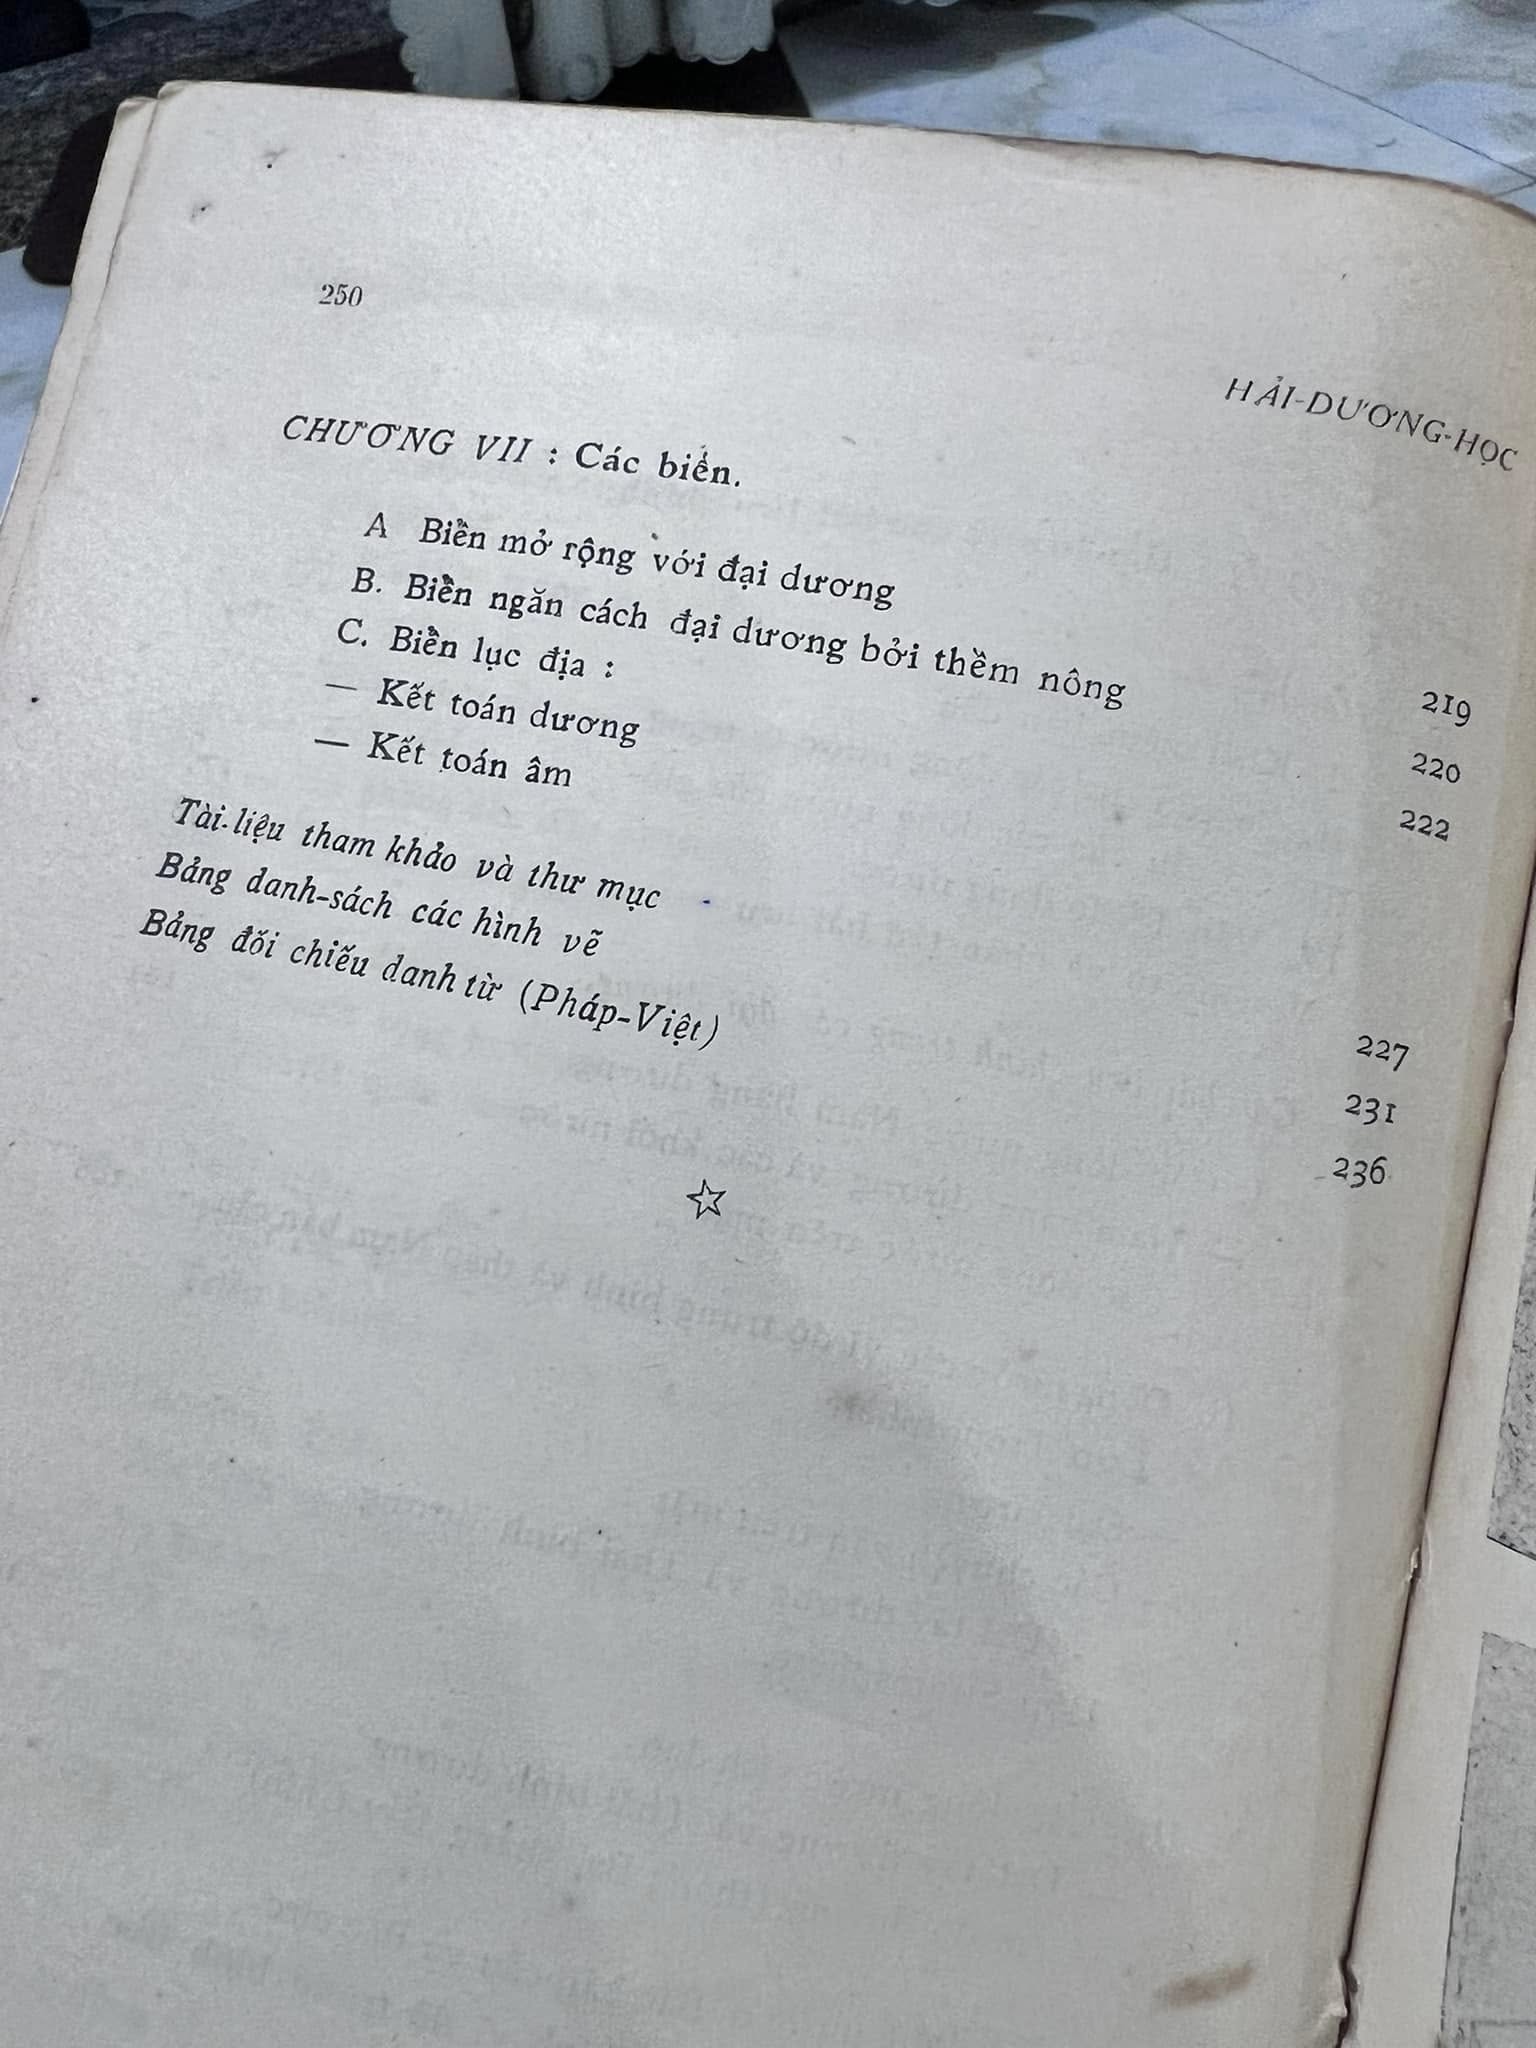 250
HẢI-DƯƠNG-HỌC
CHƯƠNG VII : Các biển.
A Biển mở rộng với đại dương 219
B. Biển ngăn cách đại dương bởi thềm nông 220
C. Biển lục địa : 222
— Kết toán dương
— Kết toán âm
Tài-liệu tham khảo và thư mục 227
Bảng danh-sách các hình vẽ 231
Bảng đối chiếu danh từ (Pháp-Việt) 236